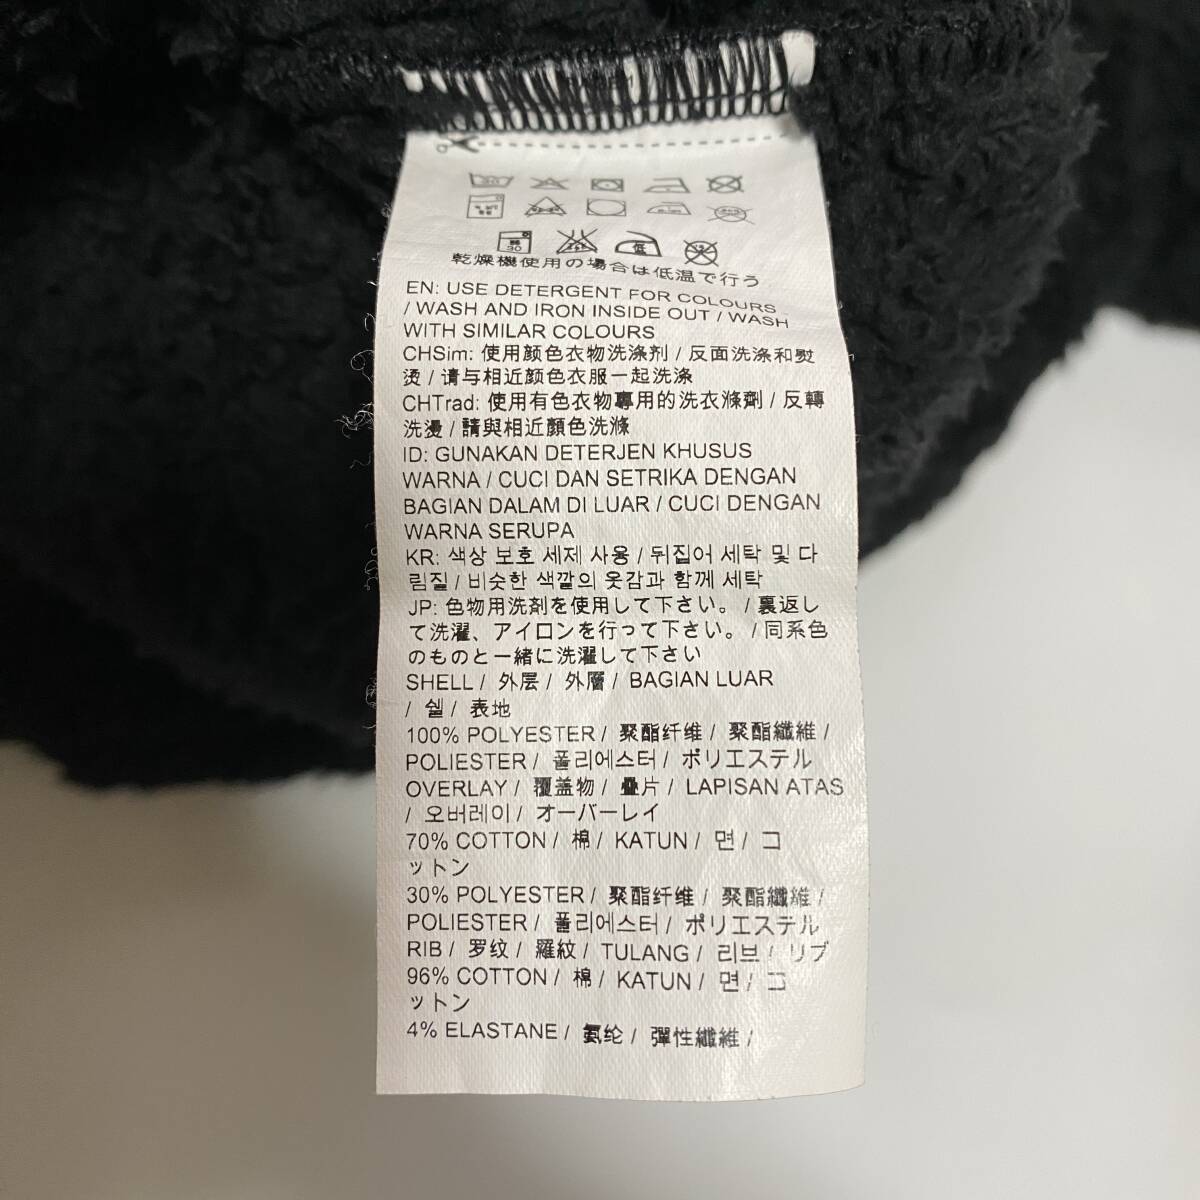 乾燥機使用の場合は低温で行う
EN: USE DETERGENT FOR COLOURS
/ WASH AND IRON INSIDE OUT / WASH
WITH SIMILAR COLOURS
CHSim: 使用颜色衣物洗涤剂 / 反面洗涤和熨
烫 / 请与相近颜色衣服一起洗涤
CHTrad: 使用有色衣物專用的洗衣滌劑 / 反轉
洗燙 / 請與相近顏色洗滌
ID: GUNAKAN DETERJEN KHUSUS
WARNA / CUCI DAN SETRIKA DENGAN
BAGIAN DALAM DI LUAR / CUCI DENGAN
WARNA SERUPA
KR: 색상 보호 세제 사용 / 뒤집어 세탁 및 다
림질 / 비슷한 색깔의 옷감과 함께 세탁
JP: 色物用洗剤を使用して下さい。 / 裏返し
て洗濯、アイロンを行って下さい。 / 同系色
のものと一緒に洗濯して下さい
SHELL / 外层 / 外層 / BAGIAN LUAR
/ 쉘 / 表地
100% POLYESTER / 聚酯纤维 / 聚酯纖維 /
POLIESTER / 폴리에스터 / ポリエステル
OVERLAY / 覆盖物 / 疊片 / LAPISAN ATAS
/ 오버레이 / オーバーレイ
70% COTTON / 棉 / KATUN / 면 / コ
ットン
30% POLYESTER / 聚酯纤维 / 聚酯纖維 /
POLIESTER / 폴리에스터 / ポリエステル
RIB / 罗纹 / 羅紋 / TULANG / 리브 / リブ
96% COTTON / 棉 / KATUN / 면 / コ
ットン
4% ELASTANE / 氨纶 / 彈性纖維 /